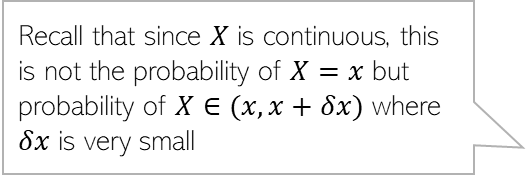 Recall that since X is continuous, this
is not the probability of X = x but
probability of X ∈ (x, x + δx) where
δx is very small